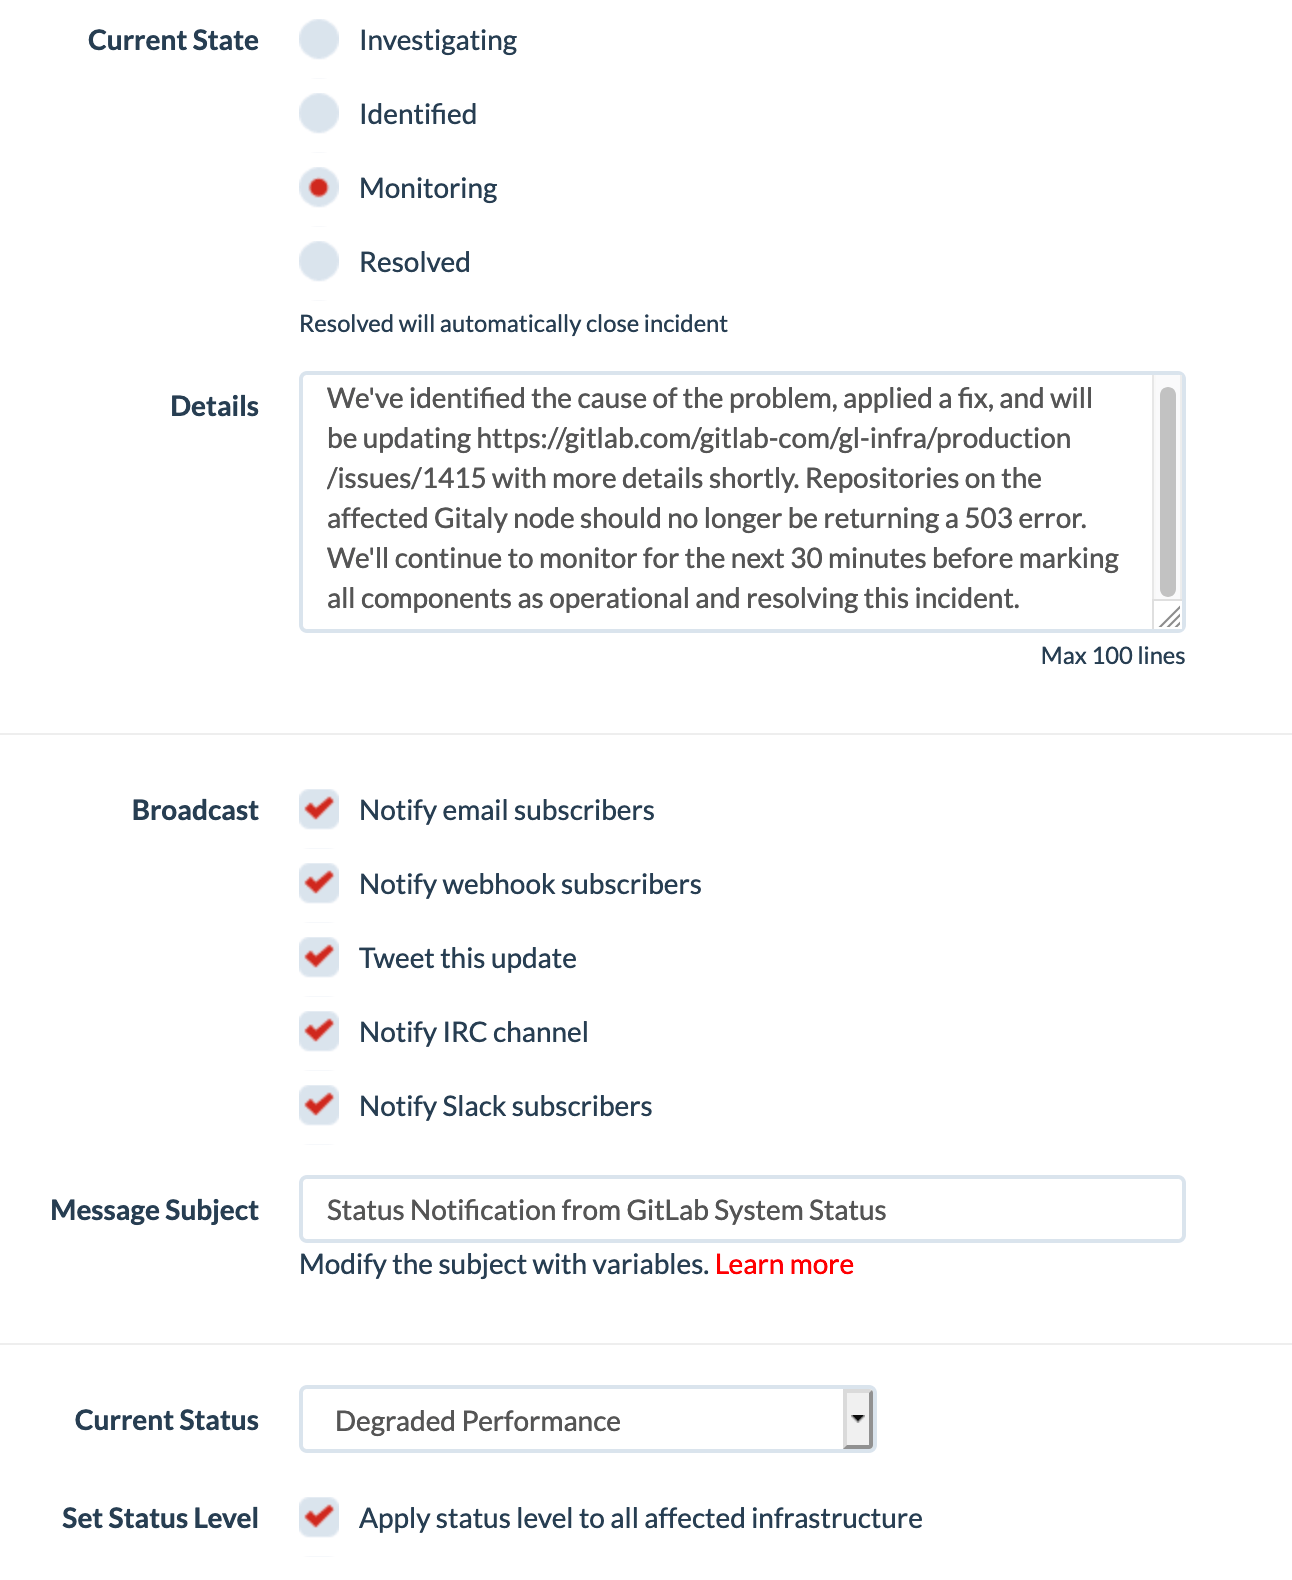 Current State
Investigating
Identified
Monitoring
Resolved
Resolved will automatically close incident
Details
We've identified the cause of the problem, applied a fix, and will
be updating https://gitlab.com/gitlab-com/gl-infra/production
/issues/1415 with more details shortly. Repositories on the
affected Gitaly node should no longer be returning a 503 error.
We'll continue to monitor for the next 30 minutes before marking
all components as operational and resolving this incident.
Max 100 lines
Broadcast
Notify email subscribers
Notify webhook subscribers
Tweet this update
Notify IRC channel
Notify Slack subscribers
Message Subject
Status Notification from GitLab System Status
Modify the subject with variables. Learn more
Current Status
Degraded Performance
Set Status Level
Apply status level to all affected infrastructure